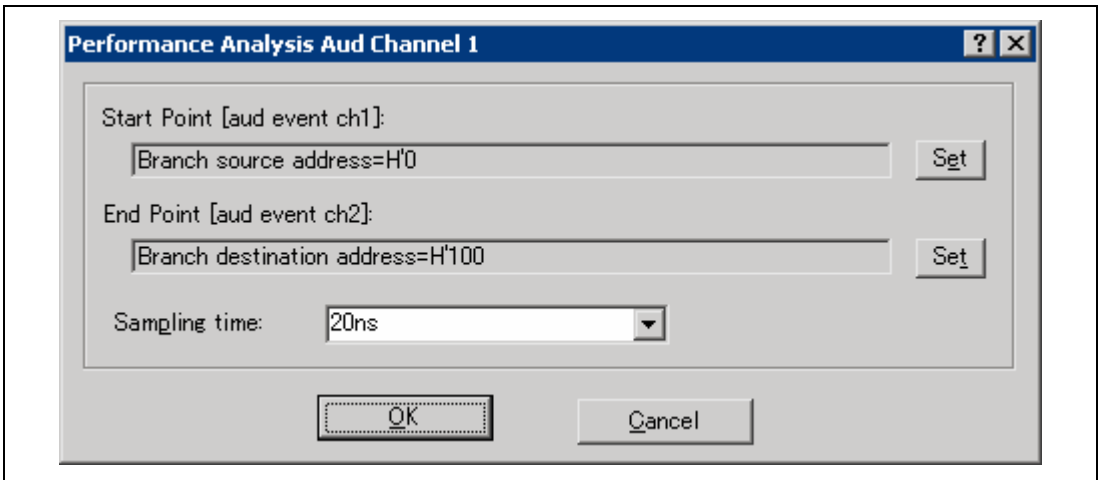 Performance Analysis Aud Channel 1
Start Point [aud event ch1]:
Branch source address=H'0
Set
End Point [aud event ch2]:
Branch destination address=H'100
Set
Sampling time:
20ns
OK
Cancel